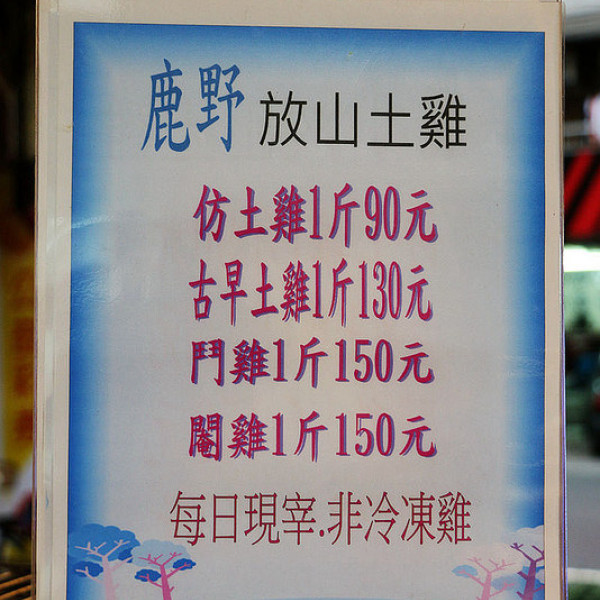 鹿野 放山土雞
仿土雞1斤90元
古早土雞1斤130元
鬥雞1斤150元
閹雞1斤150元
每日現宰.非冷凍雞